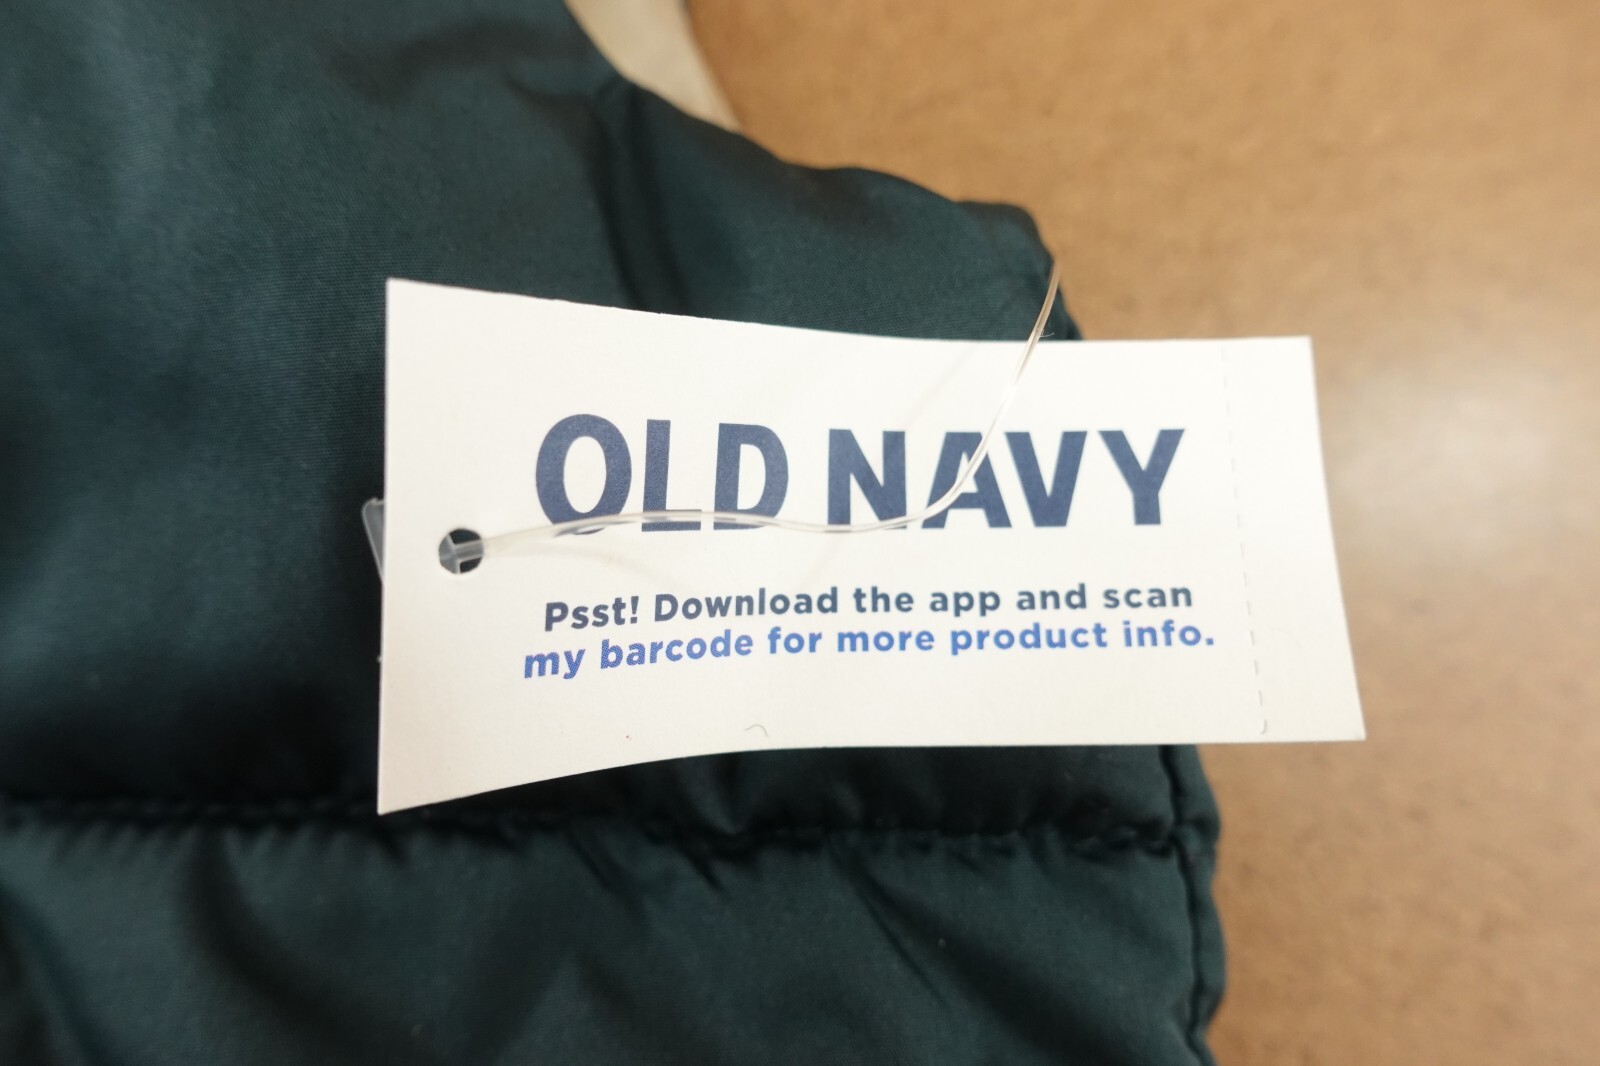 OLD NAVY
Psst! Download the app and scan
my barcode for more product info.